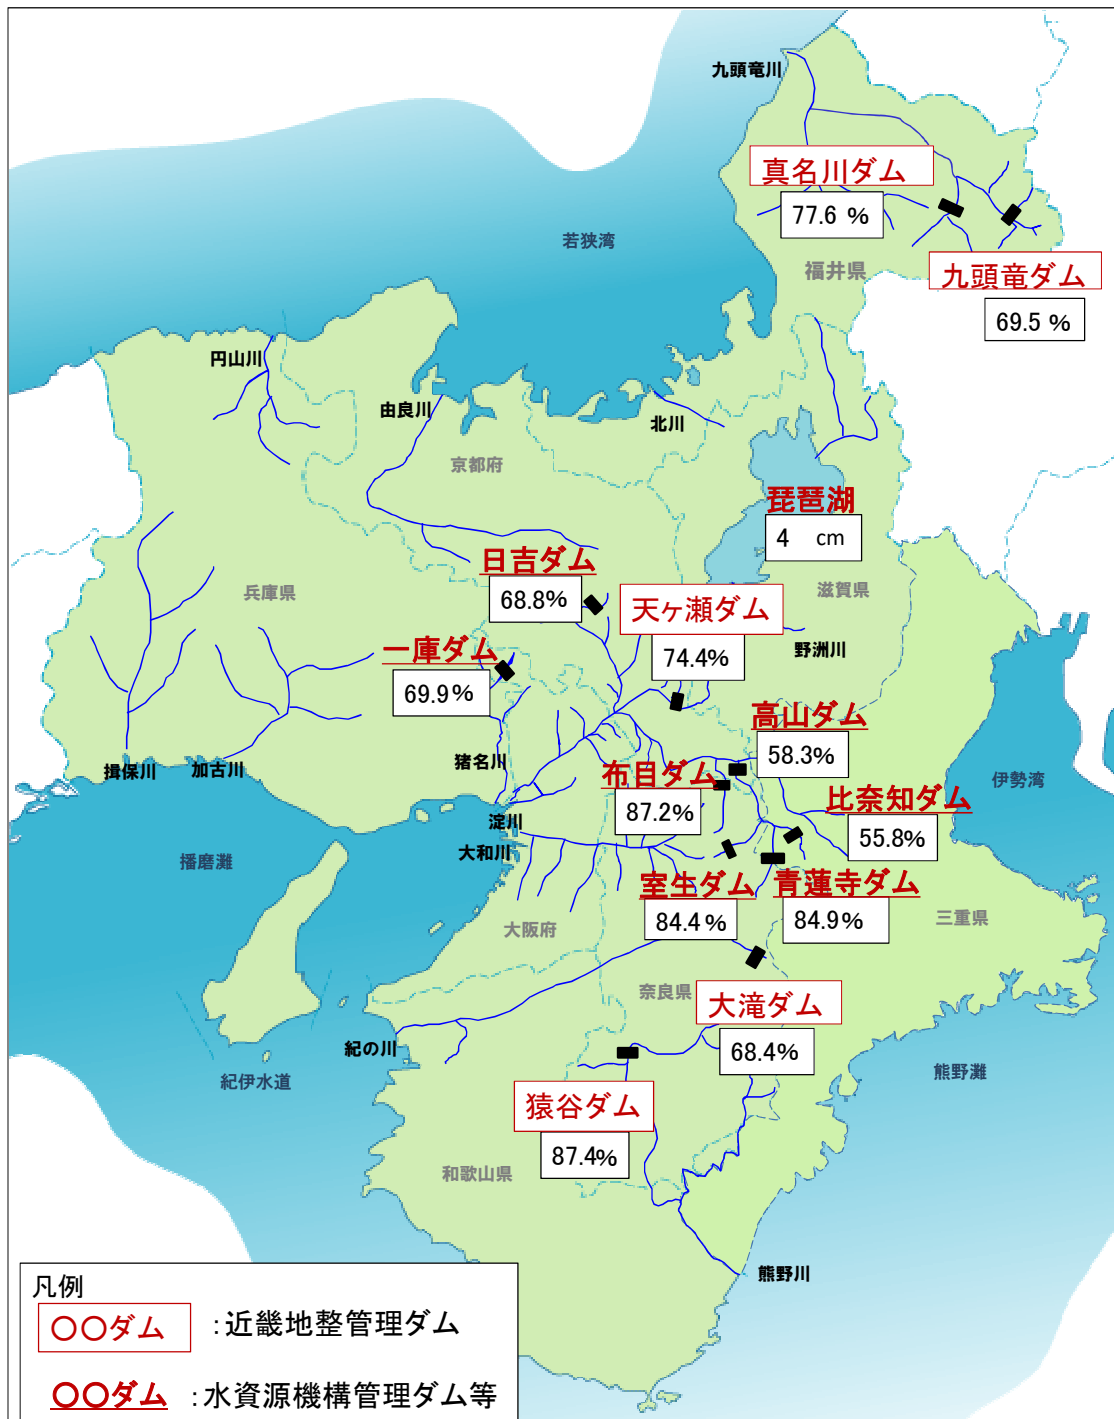 九頭竜川
真名川ダム
77.6 %
若狭湾
福井県
九頭竜ダム
69.5 %
円山川
由良川
北川
京都府
琵琶湖
4 cm
日吉ダム
68.8%
兵庫県
天ヶ瀬ダム
74.4%
滋賀県
野洲川
一庫ダム
69.9%
高山ダム
58.3%
猪名川
揖保川
加古川
布目ダム
87.2%
伊勢湾
比奈知ダム
55.8%
淀川
大和川
播磨灘
室生ダム
84.4%
青蓮寺ダム
84.9%
大阪府
三重県
奈良県
大滝ダム
68.4%
紀の川
紀伊水道
熊野灘
猿谷ダム
87.4%
和歌山県
熊野川
凡例
〇〇ダム :近畿地整管理ダム
〇〇ダム :水資源機構管理ダム等